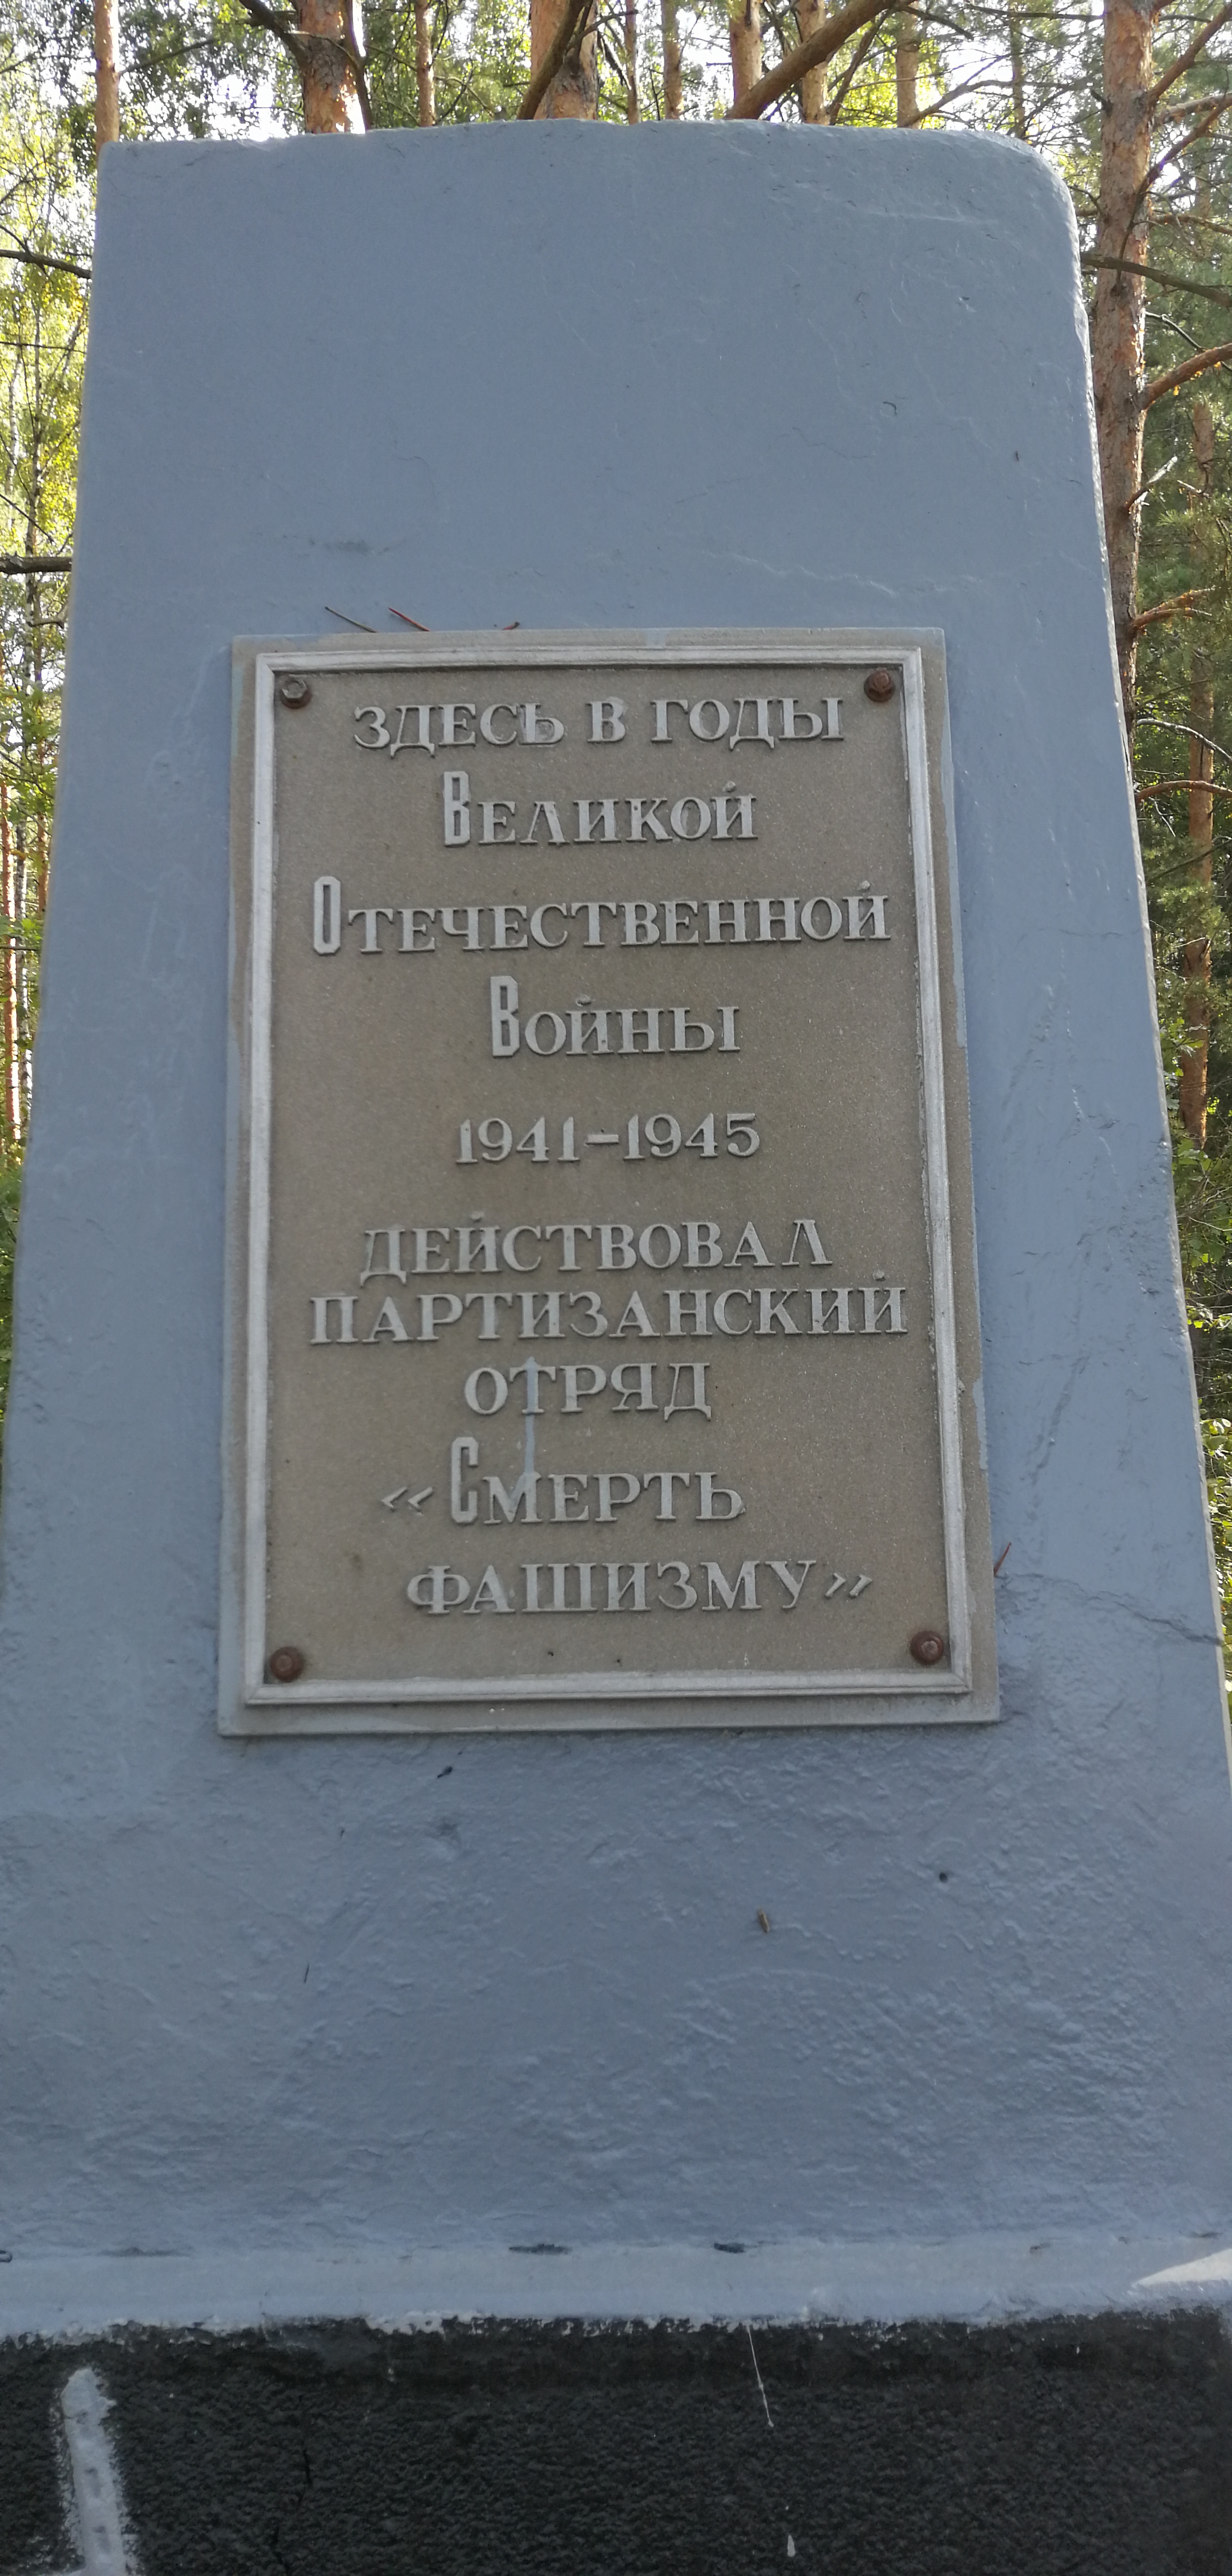 ЗДЕСЬ В ГОДЫ
ВЕЛИКОЙ
ОТЕЧЕСТВЕННОЙ
ВОЙНЫ
1941-1945
ДЕЙСТВОВАЛ
ПАРТИЗАНСКИЙ
ОТРЯД
«СМЕРТЬ
ФАШИЗМУ»